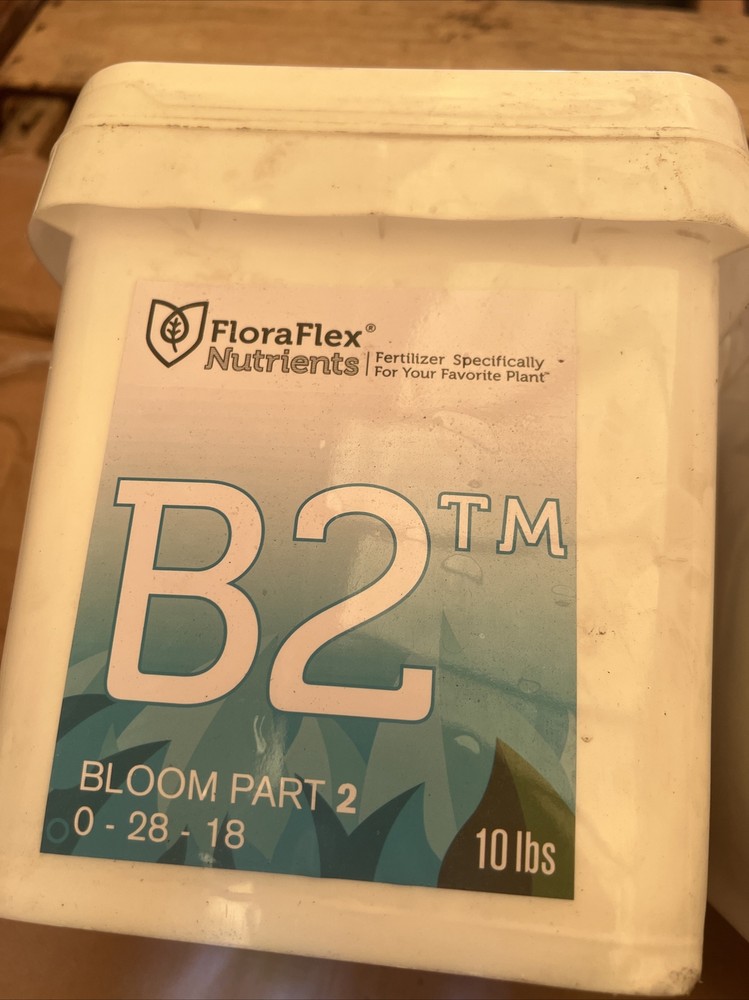 FloraFlex®
Nutrients
Fertilizer Specifically
For Your Favorite Plant™
B2™
BLOOM PART 2
0 - 28 - 18
10 lbs